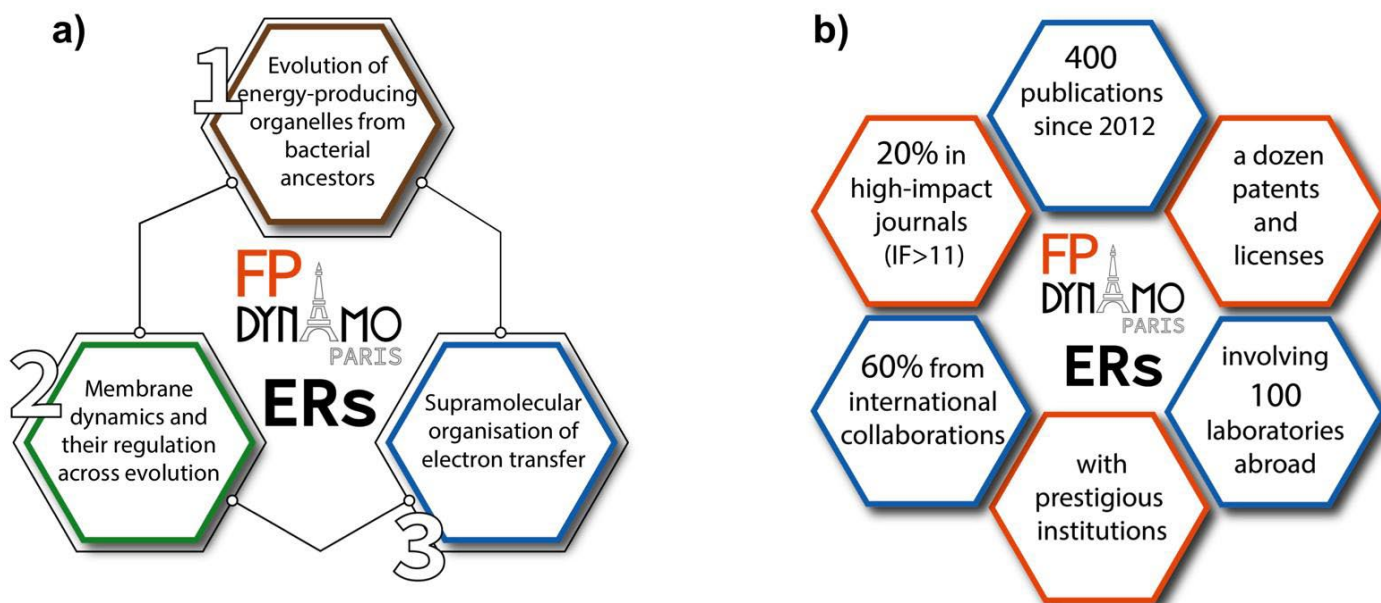 a)
1
Evolution of
energy-producing
organelles from
bacterial
ancestors
FP
DYNAMO
PARIS
ERs
2
Membrane
dynamics and
their regulation
across evolution
3
Supramolecular
organisation of
electron transfer
b)
400
publications
since 2012
20% in
high-impact
journals
(IF>11)
a dozen
patents
and
licenses
FP
DYNAMO
PARIS
ERs
60% from
international
collaborations
involving
100
laboratories
abroad
with
prestigious
institutions